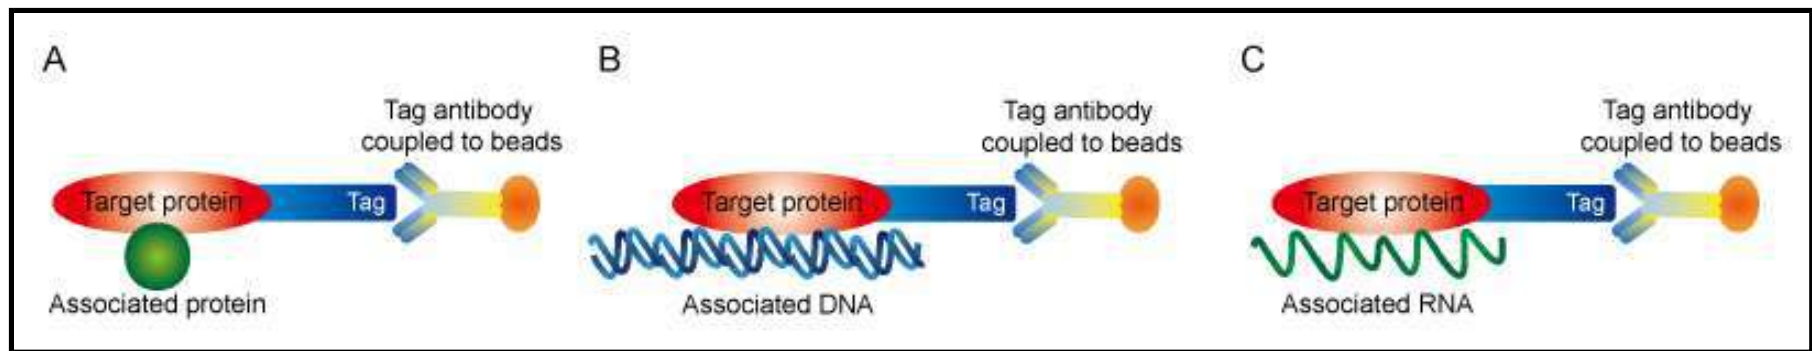 A
Tag antibody
coupled to beads
Target protein
Tag
Associated protein
B
Tag antibody
coupled to beads
Target protein
Tag
Associated DNA
C
Tag antibody
coupled to beads
Target protein
Tag
Associated RNA